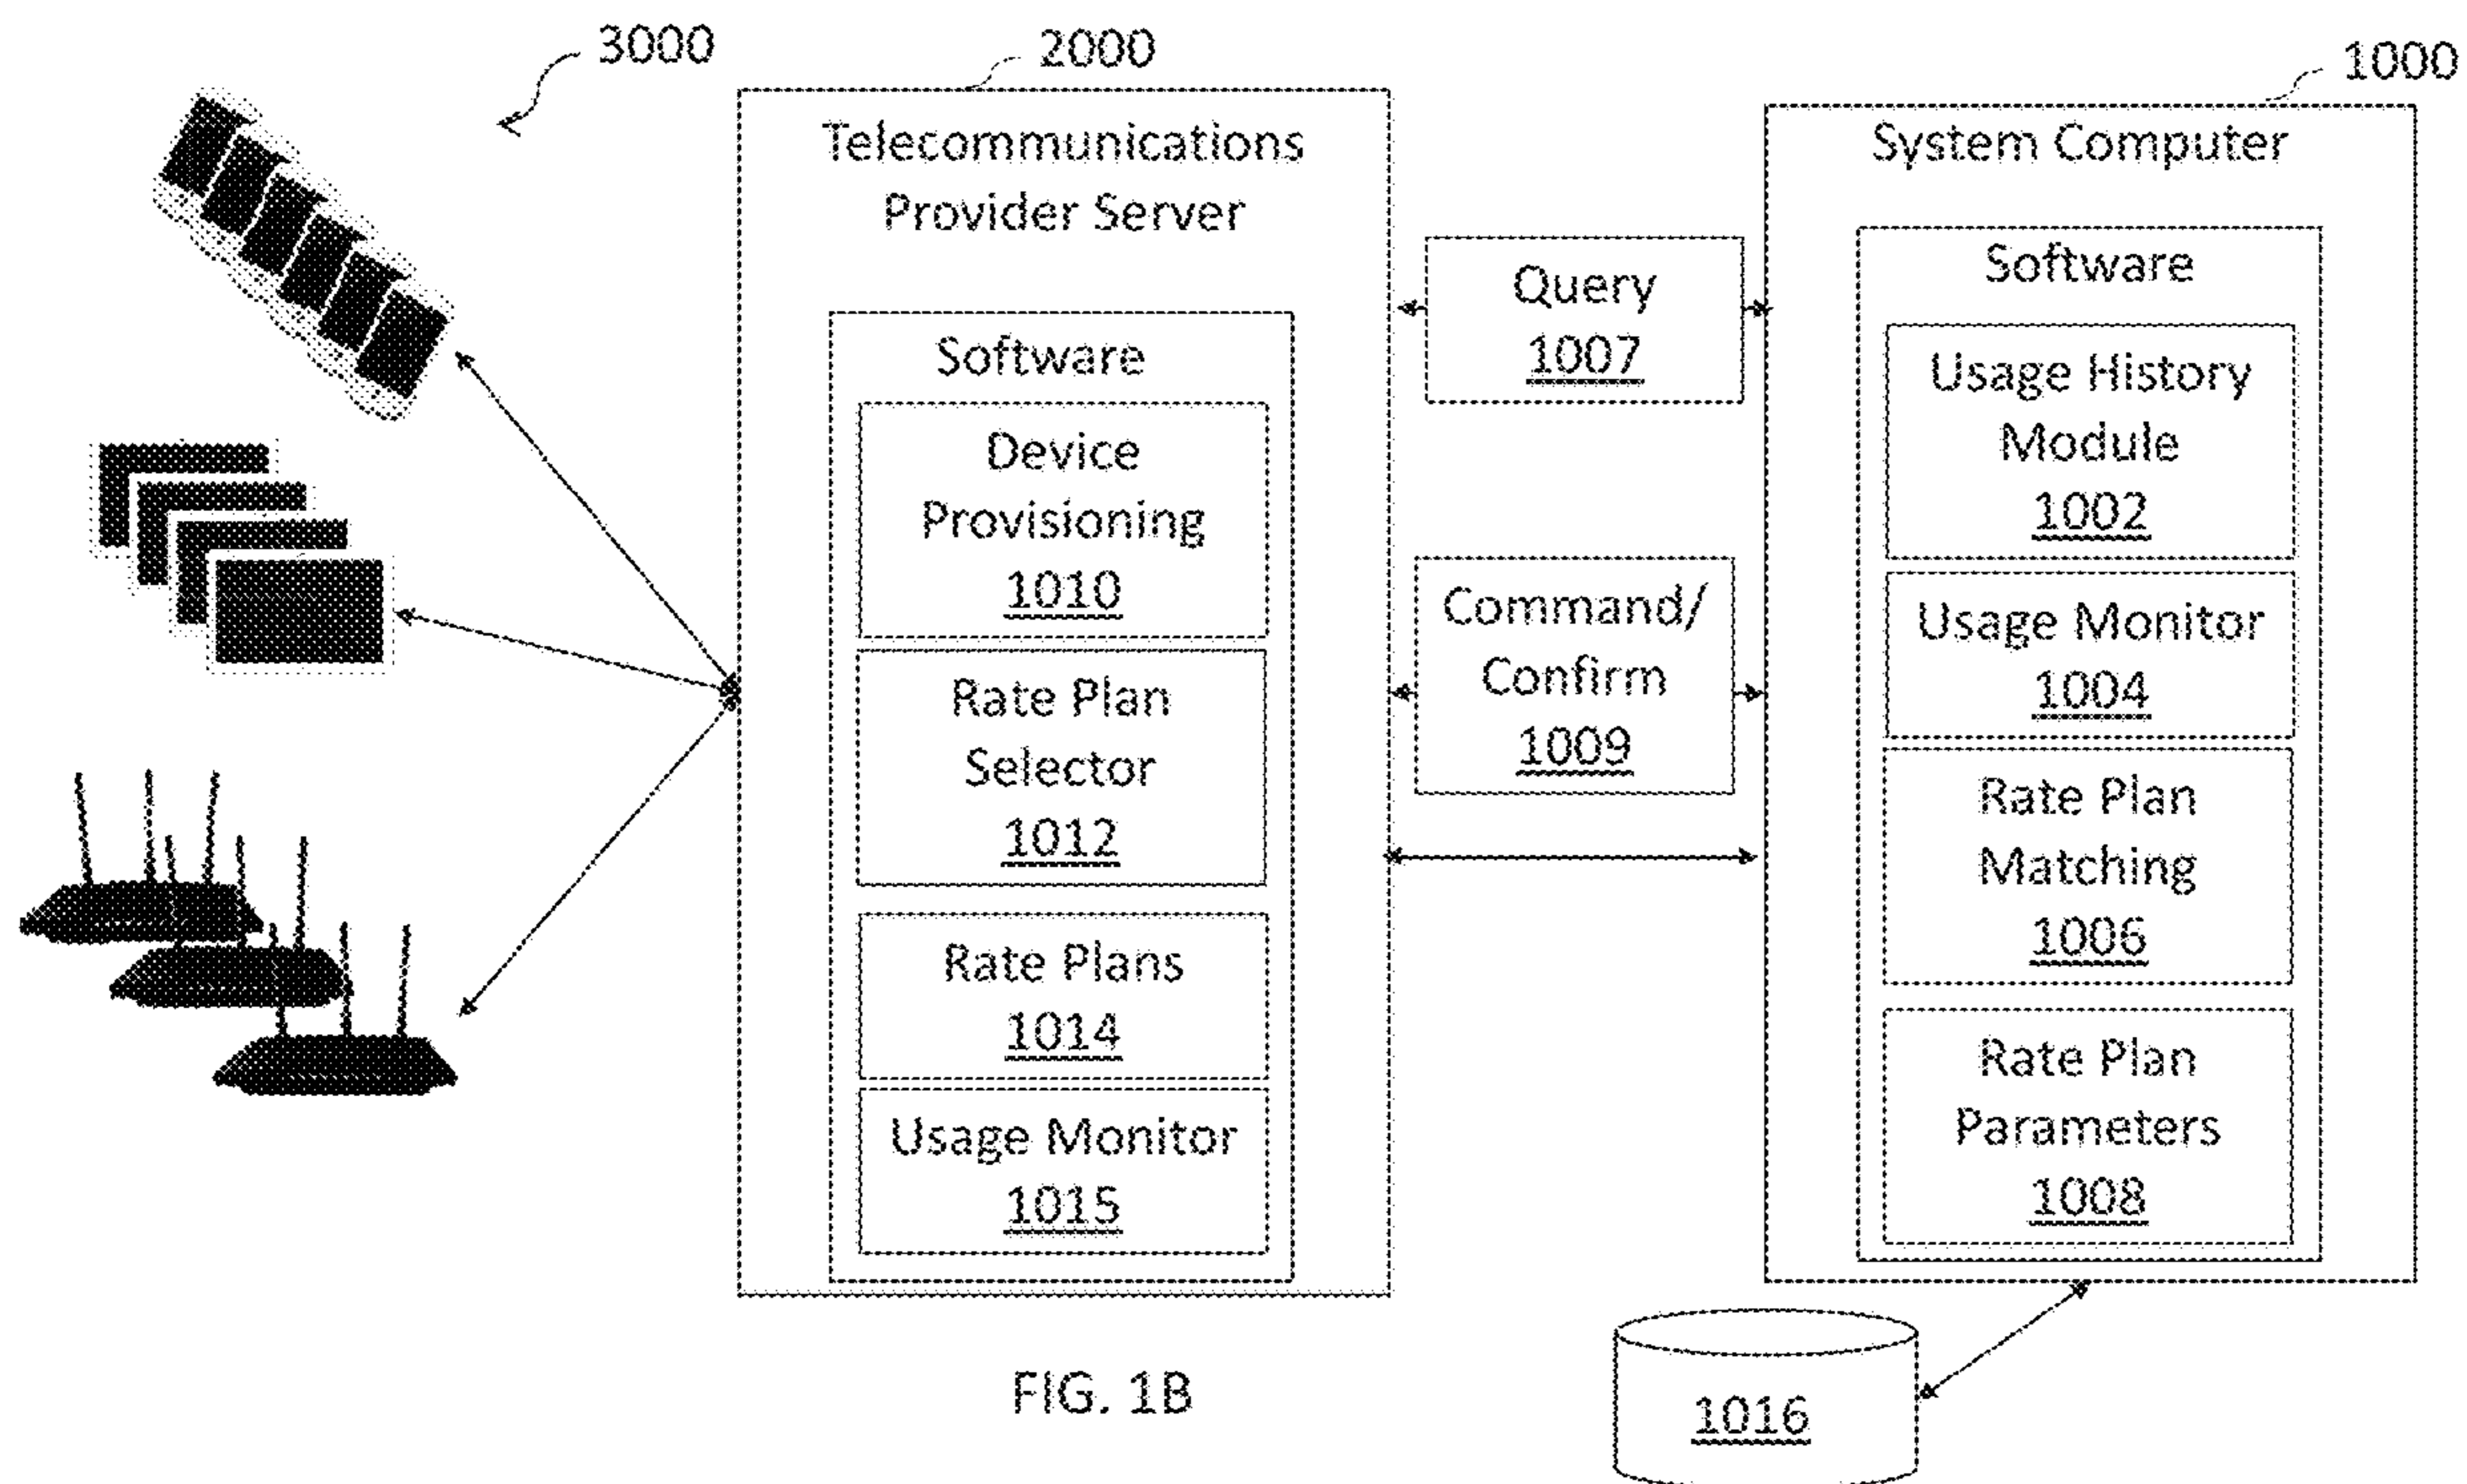 3000
2000
1000
Telecommunications
Provider Server
Software
Device
Provisioning
1010
Rate Plan
Selector
1012
Rate Plans
1014
Usage Monitor
1015
Query
1007
Command/
Confirm
1009
System Computer
Software
Usage History
Module
1002
Usage Monitor
1004
Rate Plan
Matching
1006
Rate Plan
Parameters
1008
1016
FIG. 1B